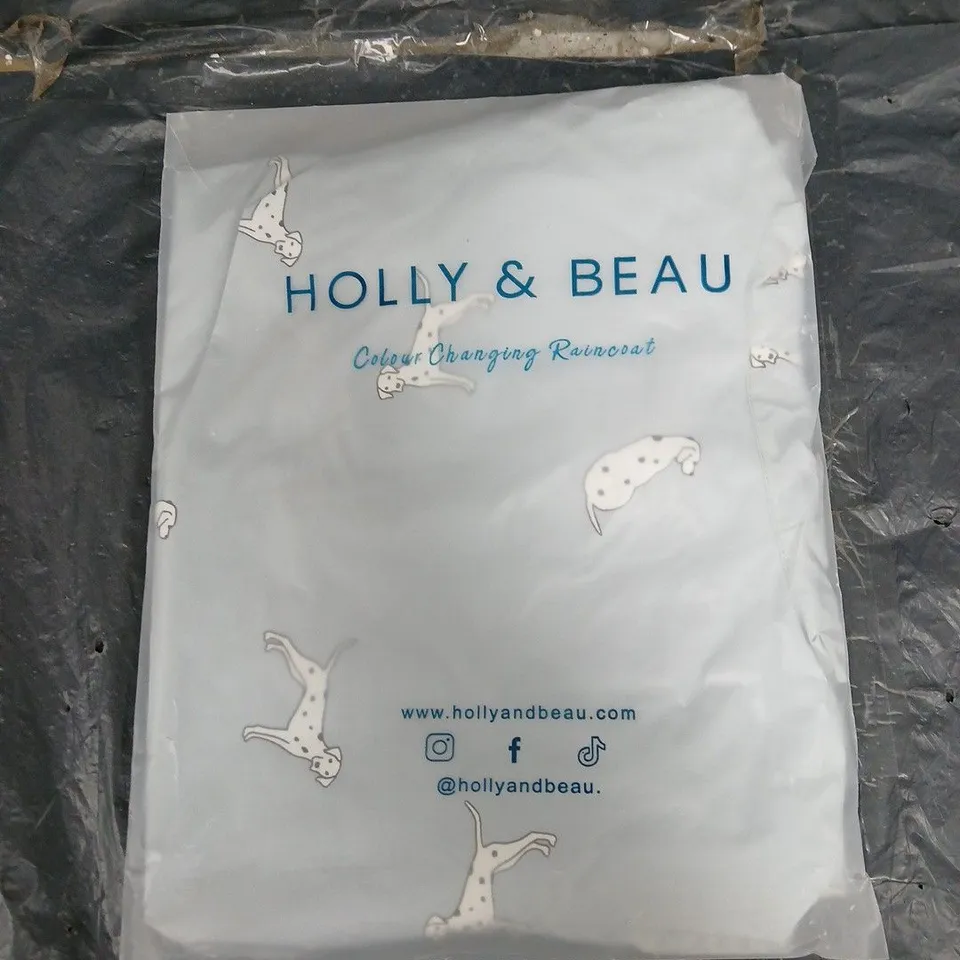 HOLLY & BEAU
Colour Changing Raincoat
www.hollyandbeau.com
@hollyandbeau.